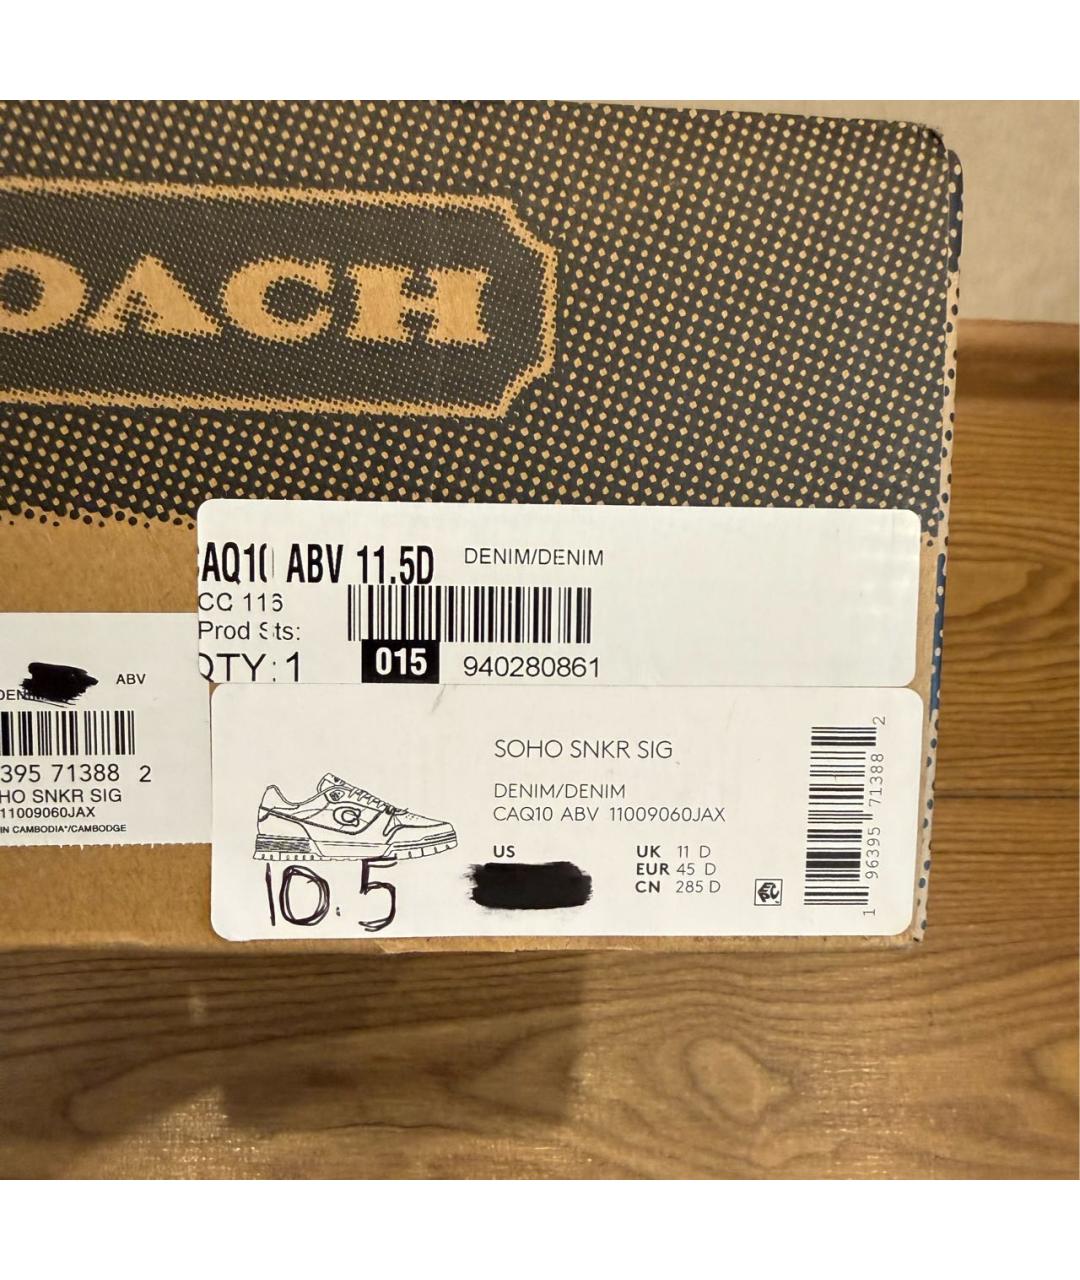 OACH
AQ10 ABV 11.5D DENIM/DENIM
CC 116
Prod Sts:
QTY: 1 015 940280861
ABV
DEN
395 71388 2
HO SNKR SIG
11009060JAX
IN CAMBODIA*/CAMBODGE
SOHO SNKR SIG
DENIM/DENIM
CAQ10 ABV 11009060JAX
US
UK 11 D
EUR 45 D
CN 285 D
10.5
1 96395 71388 2